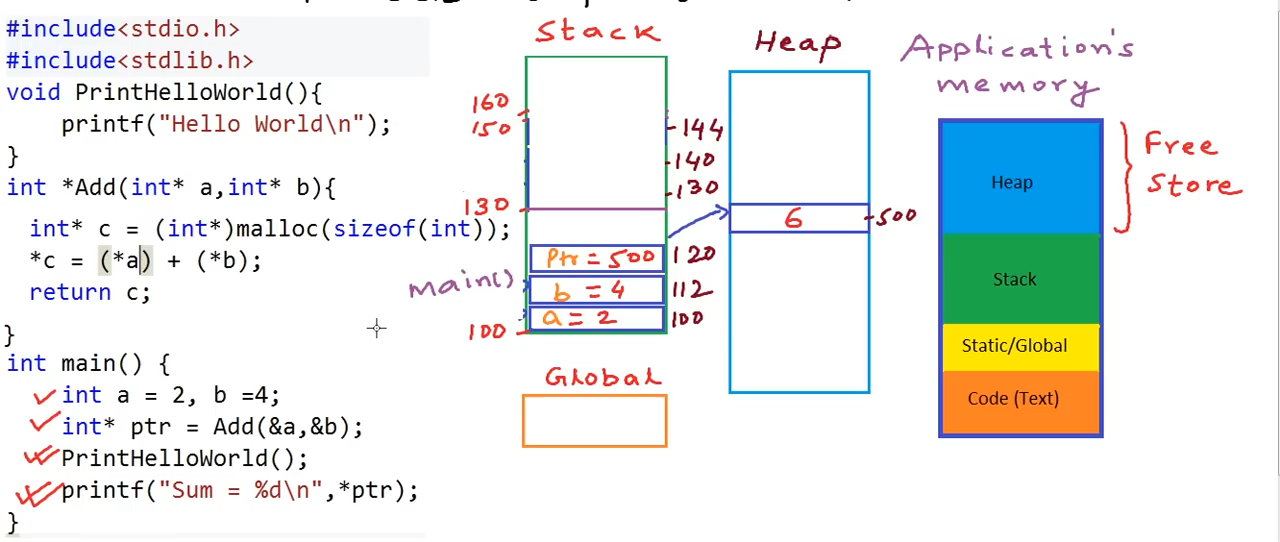 #include<stdio.h>
#include<stdlib.h>
void PrintHelloWorld(){
    printf("Hello World\n");
}
int *Add(int* a,int* b){
  int* c = (int*)malloc(sizeof(int));
  *c = (*a) + (*b);
  return c;
}
int main() {
    int a = 2, b =4;
    int* ptr = Add(&a,&b);
    PrintHelloWorld();
    printf("Sum = %d\n",*ptr);
}
Stack
160
150
144
140
130
130
Ptr = 500
120
main()
b = 4
112
a = 2
100
100
Global
Heap
6
500
Application's
memory
Heap
Stack
Static/Global
Code (Text)
Free
Store